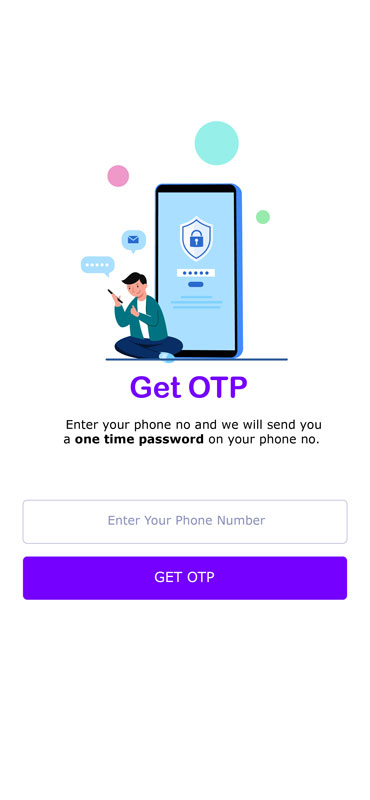 Get OTP
Enter your phone no and we will send you
a one time password on your phone no.
Enter Your Phone Number
GET OTP